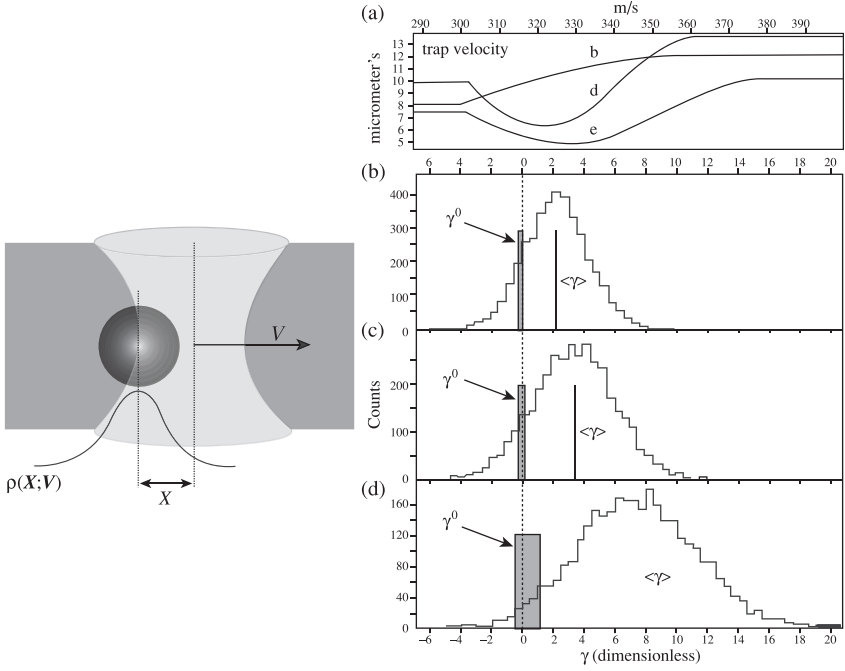 (a)
m/s
290 300 310 320 330 340 350 360 370 380 390
trap velocity
micrometer's
13
12
11
10
9
8
7
6
5
b
d
e
6 4 2 0 2 4 6 8 10 12 14 16 18 20
(b)
400
300
200
100
0
γ⁰
<γ>
(c)
200
100
0
γ⁰
<γ>
Counts
(d)
160
120
80
40
0
γ⁰
<γ>
−6 −4 −2 0 2 4 6 8 10 12 14 16 18 20
γ (dimensionless)
V
ρ(X;V)
X